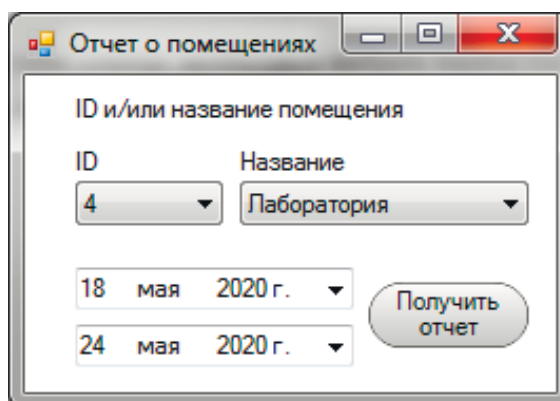 Отчет о помещениях
ID и/или название помещения
ID Название
4 Лаборатория
18 мая 2020 г.
24 мая 2020 г.
Получить
отчет